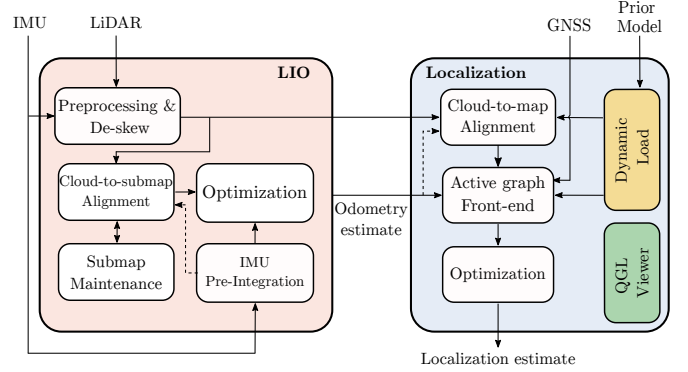 IMU
LiDAR
GNSS
Prior
Model
LIO
Preprocessing &
De-skew
Cloud-to-submap
Alignment
Optimization
Submap
Maintenance
IMU
Pre-Integration
Odometry
estimate
Localization
Cloud-to-map
Alignment
Active graph
Front-end
Optimization
Dynamic
Load
QGL
Viewer
Localization estimate